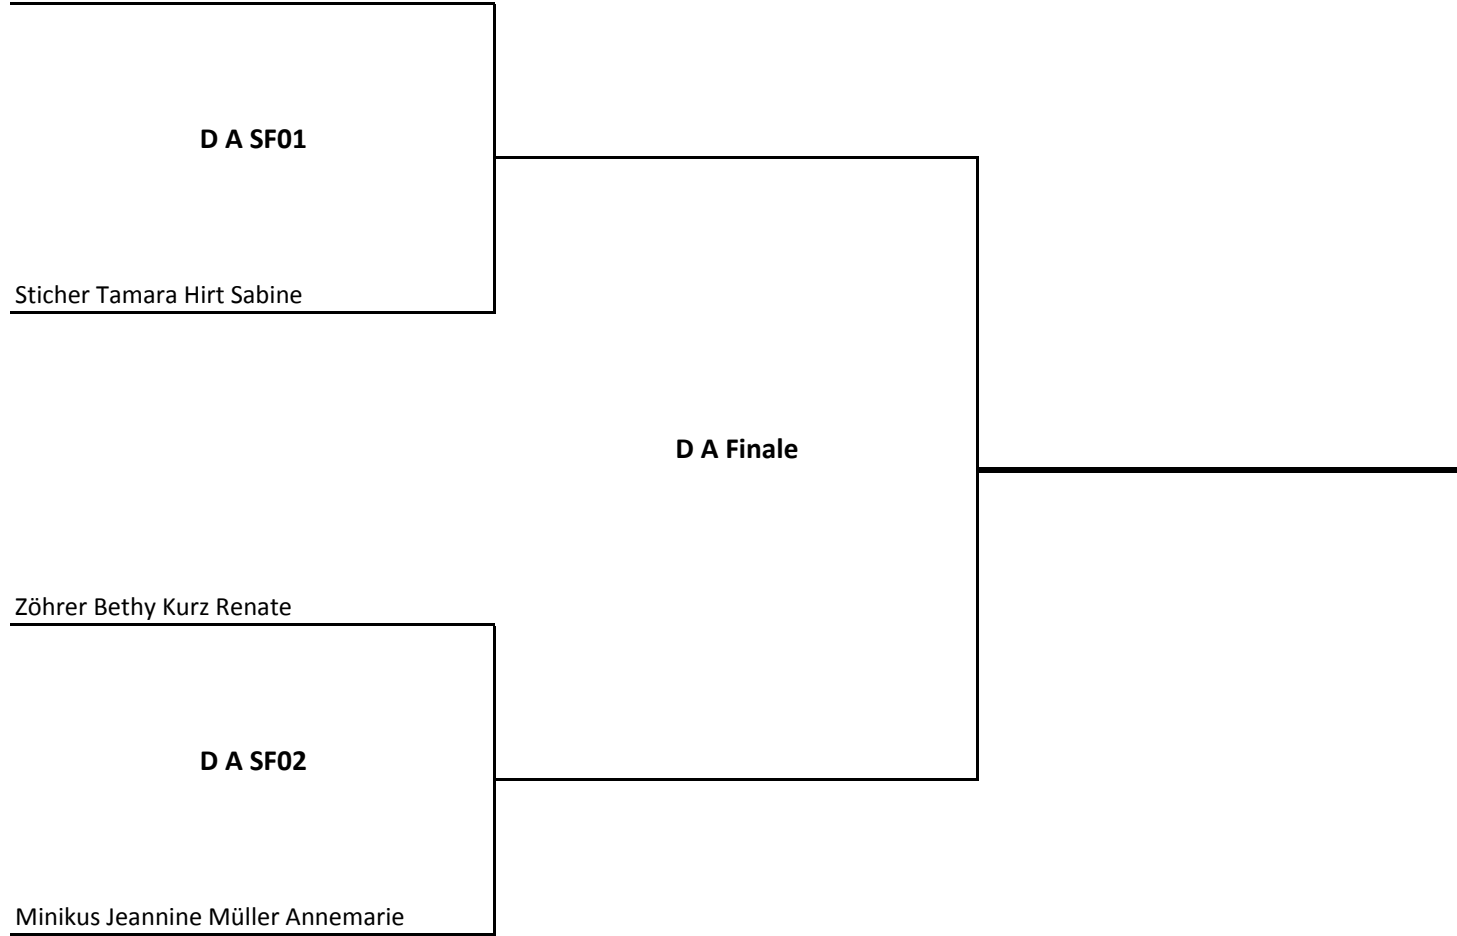 D A SF01
Sticher Tamara Hirt Sabine
D A Finale
Zöhrer Bethy Kurz Renate
D A SF02
Minikus Jeannine Müller Annemarie